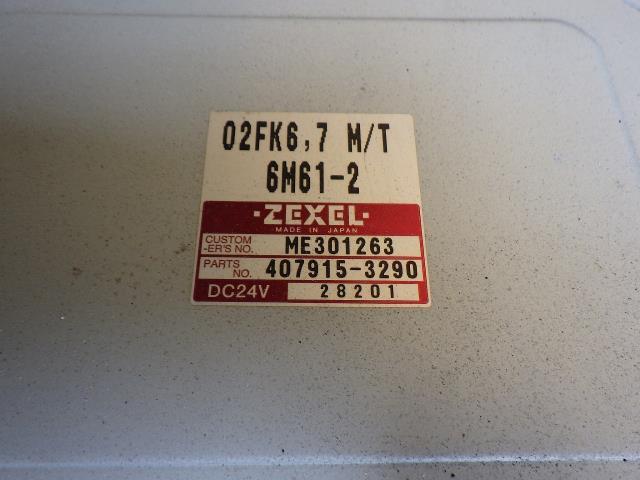 02FK6,7 M/T
6M61-2
·ZEXEL·
MADE IN JAPAN
CUSTOM
-ER'S NO. ME301263
PARTS
NO. 407915-3290
DC24V 28201